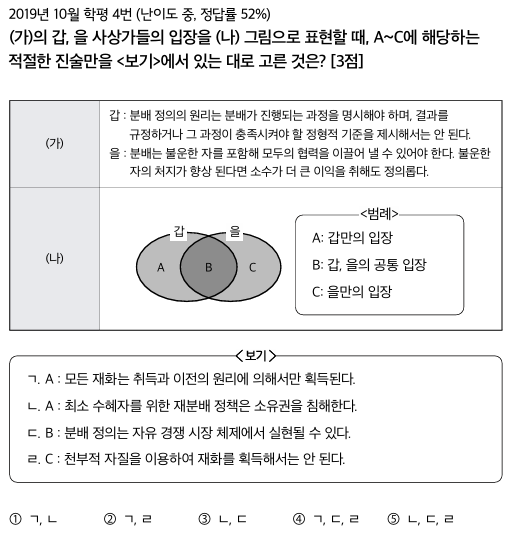 2019년 10월 학평 4번 (난이도 중, 정답률 52%)
(가)의 갑, 을 사상가들의 입장을 (나) 그림으로 표현할 때, A~C에 해당하는
적절한 진술만을 <보기>에서 있는 대로 고른 것은? [3점]
(가)
갑 : 분배 정의의 원리는 분배가 진행되는 과정을 명시해야 하며, 결과를
규정하거나 그 과정이 충족시켜야 할 정형적 기준을 제시해서는 안 된다.
을 : 분배는 불운한 자를 포함해 모두의 협력을 이끌어 낼 수 있어야 한다. 불운한
자의 처지가 향상 된다면 소수가 더 큰 이익을 취해도 정의롭다.
(나)
갑 을
A B C
<범례>
A: 갑만의 입장
B: 갑, 을의 공통 입장
C: 을만의 입장
<보기>
ㄱ. A : 모든 재화는 취득과 이전의 원리에 의해서만 획득된다.
ㄴ. A : 최소 수혜자를 위한 재분배 정책은 소유권을 침해한다.
ㄷ. B : 분배 정의는 자유 경쟁 시장 체제에서 실현될 수 있다.
ㄹ. C : 천부적 자질을 이용하여 재화를 획득해서는 안 된다.
① ㄱ, ㄴ ② ㄱ, ㄹ ③ ㄴ, ㄷ ④ ㄱ, ㄷ, ㄹ ⑤ ㄴ, ㄷ, ㄹ